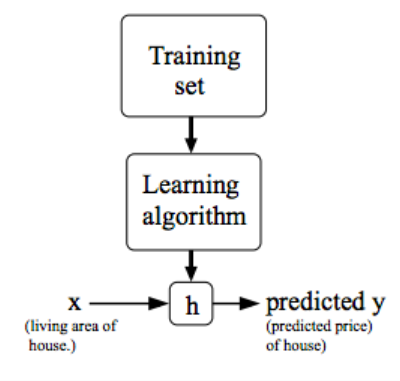 Training
set
Learning
algorithm
x
h
predicted y
(living area of
house.)
(predicted price)
of house)